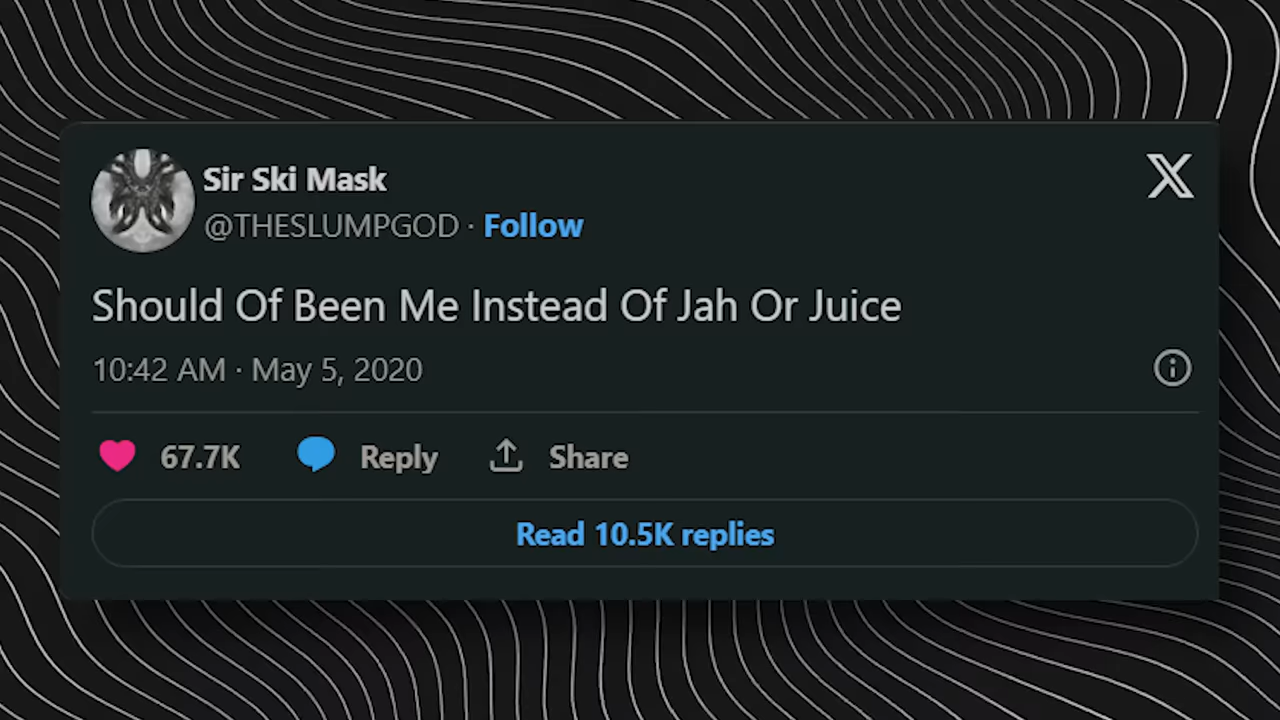 Sir Ski Mask
@THESLUMPGOD · Follow
Should Of Been Me Instead Of Jah Or Juice
10:42 AM · May 5, 2020
67.7K Reply Share
Read 10.5K replies